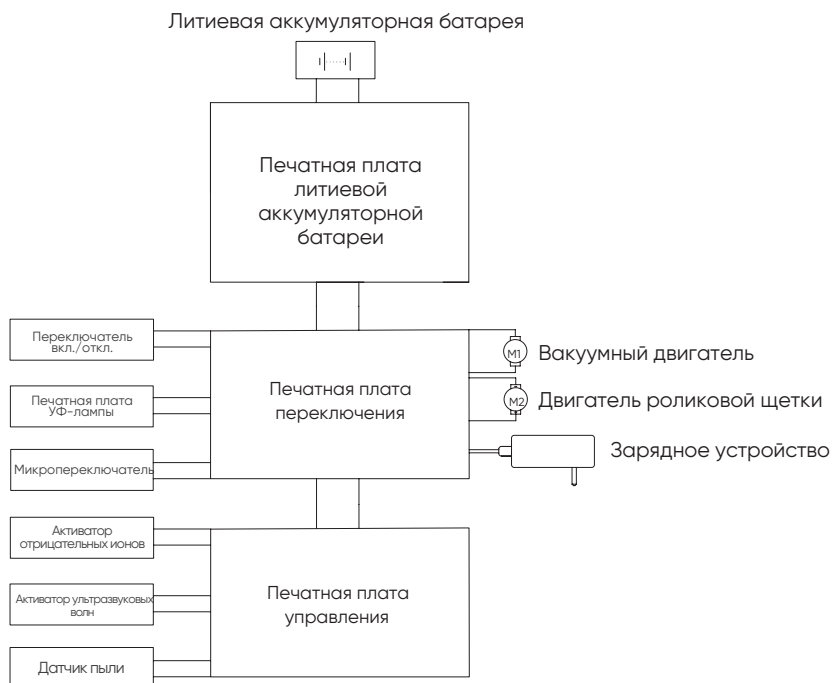 Литиевая аккумуляторная батарея
Печатная плата
литиевой
аккумуляторной
батареи
Переключатель
вкл./откл.
Печатная плата
УФ-лампы
Микропереключатель
Печатная плата
переключения
M1
Вакуумный двигатель
M2
Двигатель роликовой щетки
Зарядное устройство
Активатор
отрицательных ионов
Активатор ультразвуковых
волн
Датчик пыли
Печатная плата
управления